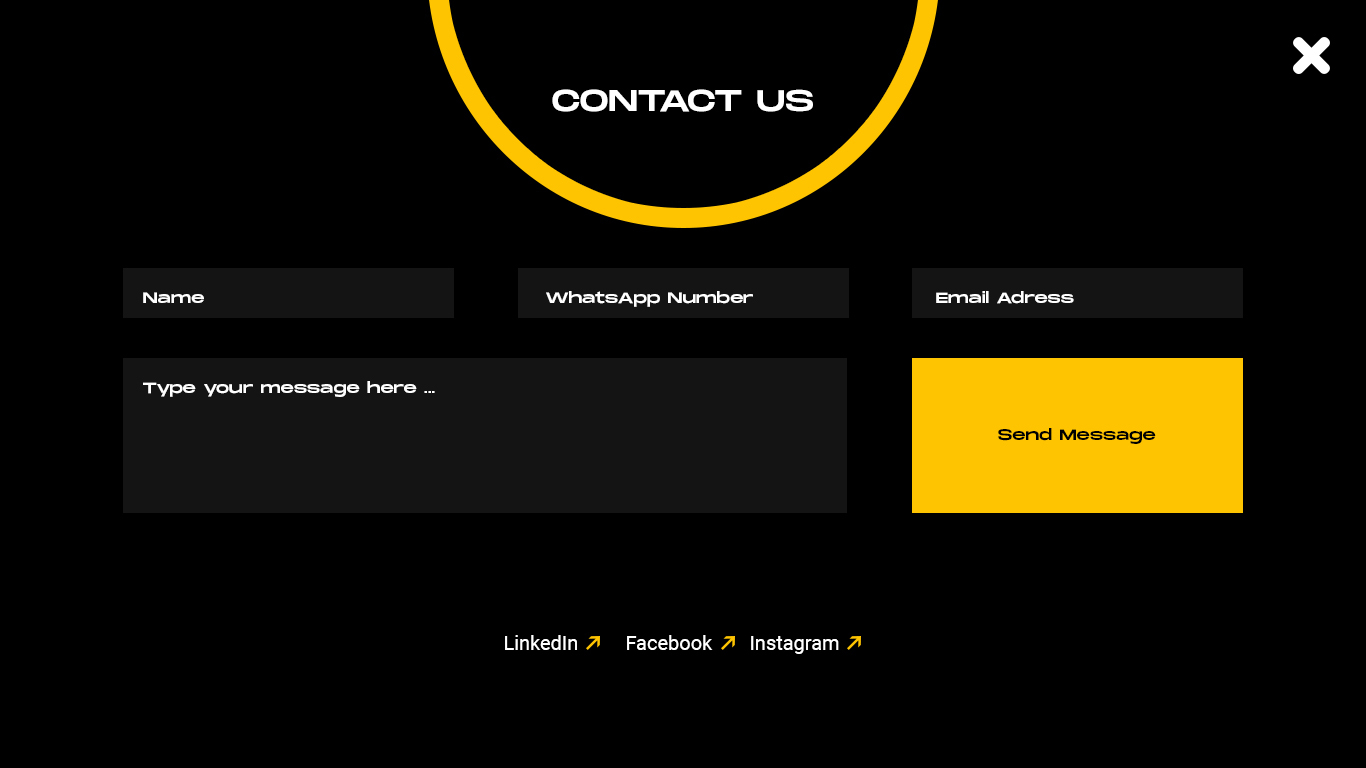 CONTACT US
Name
WhatsApp Number
Email Adress
Type your message here ...
Send Message
LinkedIn
Facebook
Instagram